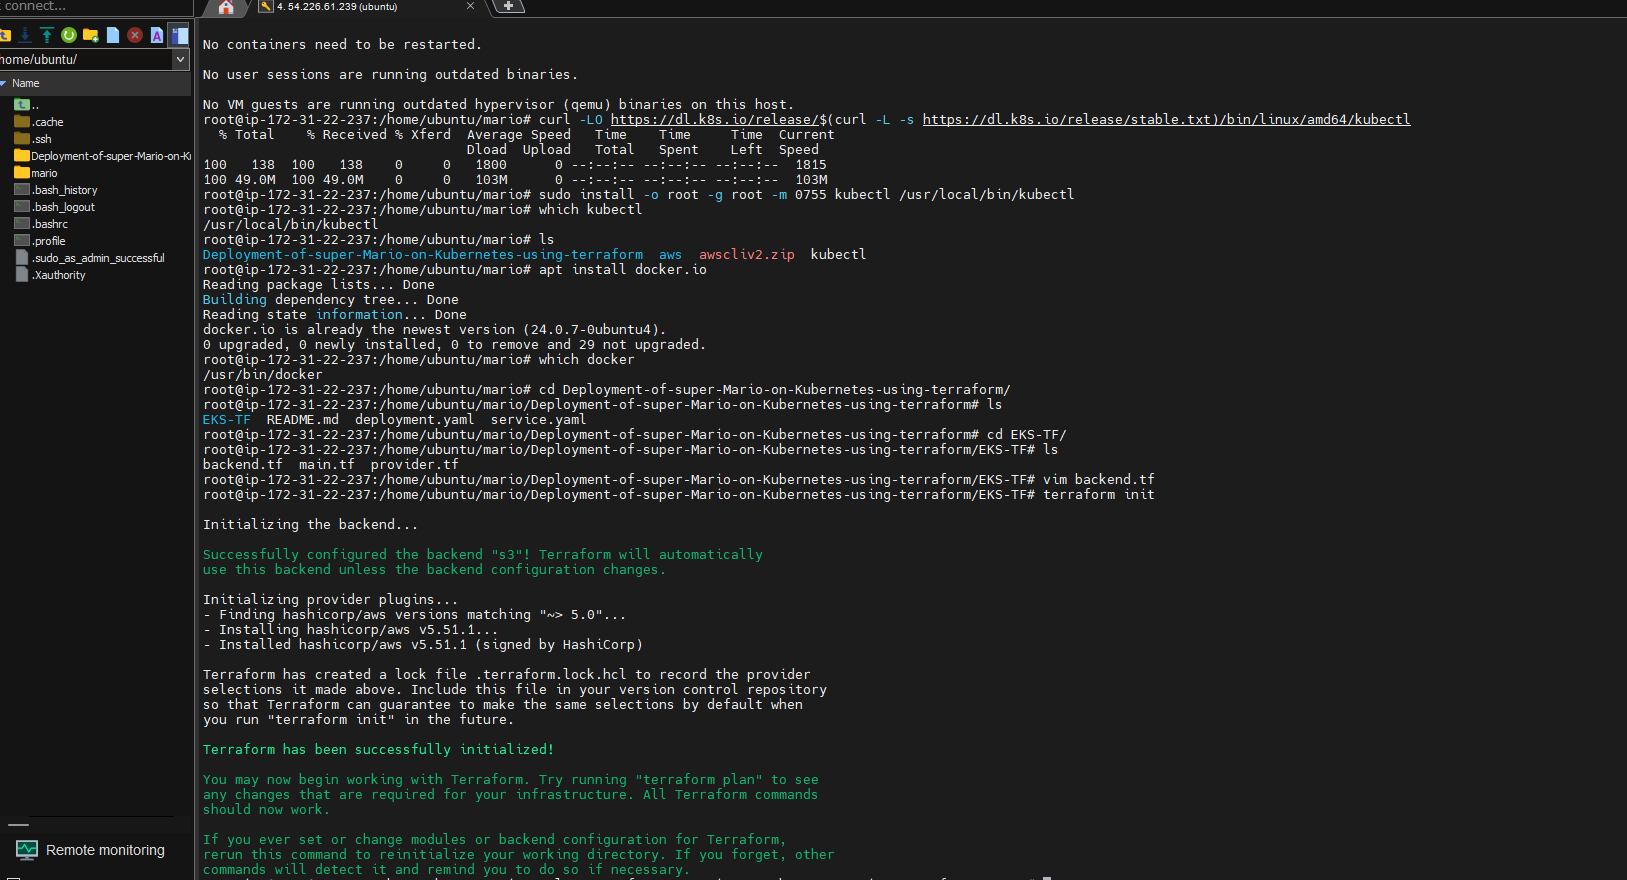 connect...
4. 54.226.61.239 (ubuntu)
home/ubuntu/
Name
..
.cache
.ssh
Deployment-of-super-Mario-on-Ku
mario
.bash_history
.bash_logout
.bashrc
.profile
.sudo_as_admin_successful
.Xauthority
Remote monitoring
No containers need to be restarted.
No user sessions are running outdated binaries.
No VM guests are running outdated hypervisor (qemu) binaries on this host.
root@ip-172-31-22-237:/home/ubuntu/mario# curl -LO https://dl.k8s.io/release/$(curl -L -s https://dl.k8s.io/release/stable.txt)/bin/linux/amd64/kubectl
% Total % Received % Xferd Average Speed Time Time Time Current
Dload Upload Total Spent Left Speed
100 138 100 138 0 0 1800 0 --:--:-- --:--:-- --:--:-- 1815
100 49.0M 100 49.0M 0 0 103M 0 --:--:-- --:--:-- --:--:-- 103M
root@ip-172-31-22-237:/home/ubuntu/mario# sudo install -o root -g root -m 0755 kubectl /usr/local/bin/kubectl
root@ip-172-31-22-237:/home/ubuntu/mario# which kubectl
/usr/local/bin/kubectl
root@ip-172-31-22-237:/home/ubuntu/mario# ls
Deployment-of-super-Mario-on-Kubernetes-using-terraform aws awscliv2.zip kubectl
root@ip-172-31-22-237:/home/ubuntu/mario# apt install docker.io
Reading package lists... Done
Building dependency tree... Done
Reading state information... Done
docker.io is already the newest version (24.0.7-0ubuntu4).
0 upgraded, 0 newly installed, 0 to remove and 29 not upgraded.
root@ip-172-31-22-237:/home/ubuntu/mario# which docker
/usr/bin/docker
root@ip-172-31-22-237:/home/ubuntu/mario# cd Deployment-of-super-Mario-on-Kubernetes-using-terraform/
root@ip-172-31-22-237:/home/ubuntu/mario/Deployment-of-super-Mario-on-Kubernetes-using-terraform# ls
EKS-TF README.md deployment.yaml service.yaml
root@ip-172-31-22-237:/home/ubuntu/mario/Deployment-of-super-Mario-on-Kubernetes-using-terraform# cd EKS-TF/
root@ip-172-31-22-237:/home/ubuntu/mario/Deployment-of-super-Mario-on-Kubernetes-using-terraform/EKS-TF# ls
backend.tf main.tf provider.tf
root@ip-172-31-22-237:/home/ubuntu/mario/Deployment-of-super-Mario-on-Kubernetes-using-terraform/EKS-TF# vim backend.tf
root@ip-172-31-22-237:/home/ubuntu/mario/Deployment-of-super-Mario-on-Kubernetes-using-terraform/EKS-TF# terraform init
Initializing the backend...
Successfully configured the backend "s3"! Terraform will automatically
use this backend unless the backend configuration changes.
Initializing provider plugins...
- Finding hashicorp/aws versions matching "~> 5.0"...
- Installing hashicorp/aws v5.51.1...
- Installed hashicorp/aws v5.51.1 (signed by HashiCorp)
Terraform has created a lock file .terraform.lock.hcl to record the provider
selections it made above. Include this file in your version control repository
so that Terraform can guarantee to make the same selections by default when
you run "terraform init" in the future.
Terraform has been successfully initialized!
You may now begin working with Terraform. Try running "terraform plan" to see
any changes that are required for your infrastructure. All Terraform commands
should now work.
If you ever set or change modules or backend configuration for Terraform,
rerun this command to reinitialize your working directory. If you forget, other
commands will detect it and remind you to do so if necessary.